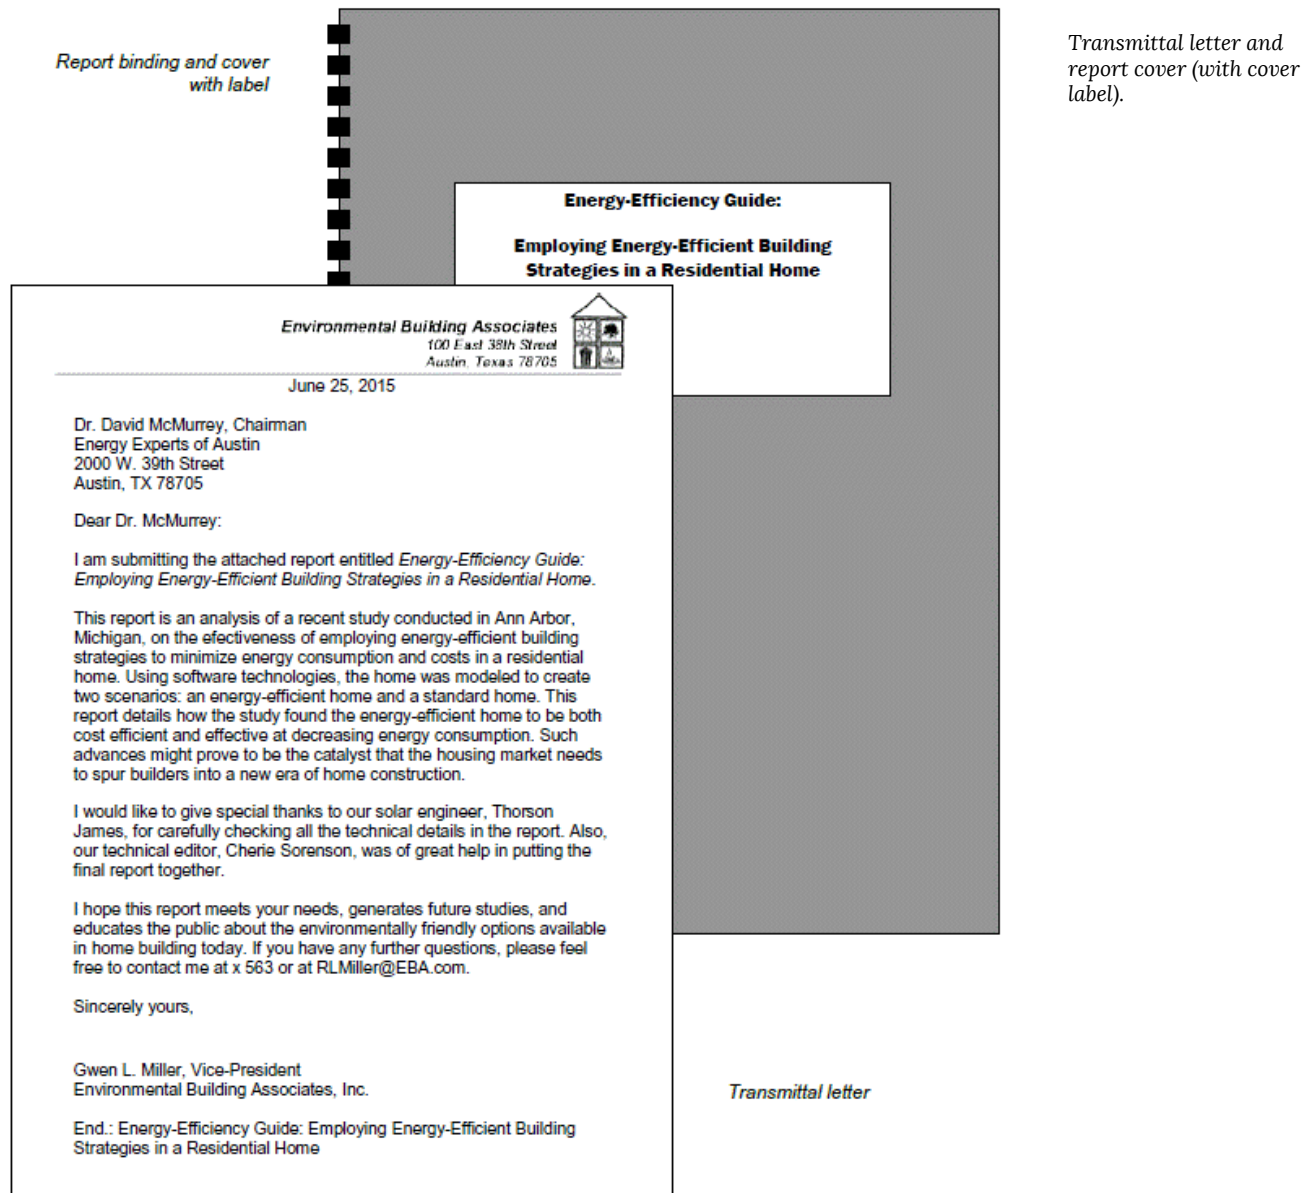 Report binding and cover
with label
Transmittal letter and
report cover (with cover
label).
Energy-Efficiency Guide:
Employing Energy-Efficient Building
Strategies in a Residential Home
Environmental Building Associates
100 East 38th Street
Austin, Texas 78705
June 25, 2015
Dr. David McMurrey, Chairman
Energy Experts of Austin
2000 W. 39th Street
Austin, TX 78705
Dear Dr. McMurrey:
I am submitting the attached report entitled Energy-Efficiency Guide:
Employing Energy-Efficient Building Strategies in a Residential Home.
This report is an analysis of a recent study conducted in Ann Arbor,
Michigan, on the efectiveness of employing energy-efficient building
strategies to minimize energy consumption and costs in a residential
home. Using software technologies, the home was modeled to create
two scenarios: an energy-efficient home and a standard home. This
report details how the study found the energy-efficient home to be both
cost efficient and effective at decreasing energy consumption. Such
advances might prove to be the catalyst that the housing market needs
to spur builders into a new era of home construction.
I would like to give special thanks to our solar engineer, Thorson
James, for carefully checking all the technical details in the report. Also,
our technical editor, Cherie Sorenson, was of great help in putting the
final report together.
I hope this report meets your needs, generates future studies, and
educates the public about the environmentally friendly options available
in home building today. If you have any further questions, please feel
free to contact me at x 563 or at RLMiller@EBA.com.
Sincerely yours,
Gwen L. Miller, Vice-President
Environmental Building Associates, Inc.
End.: Energy-Efficiency Guide: Employing Energy-Efficient Building
Strategies in a Residential Home
Transmittal letter